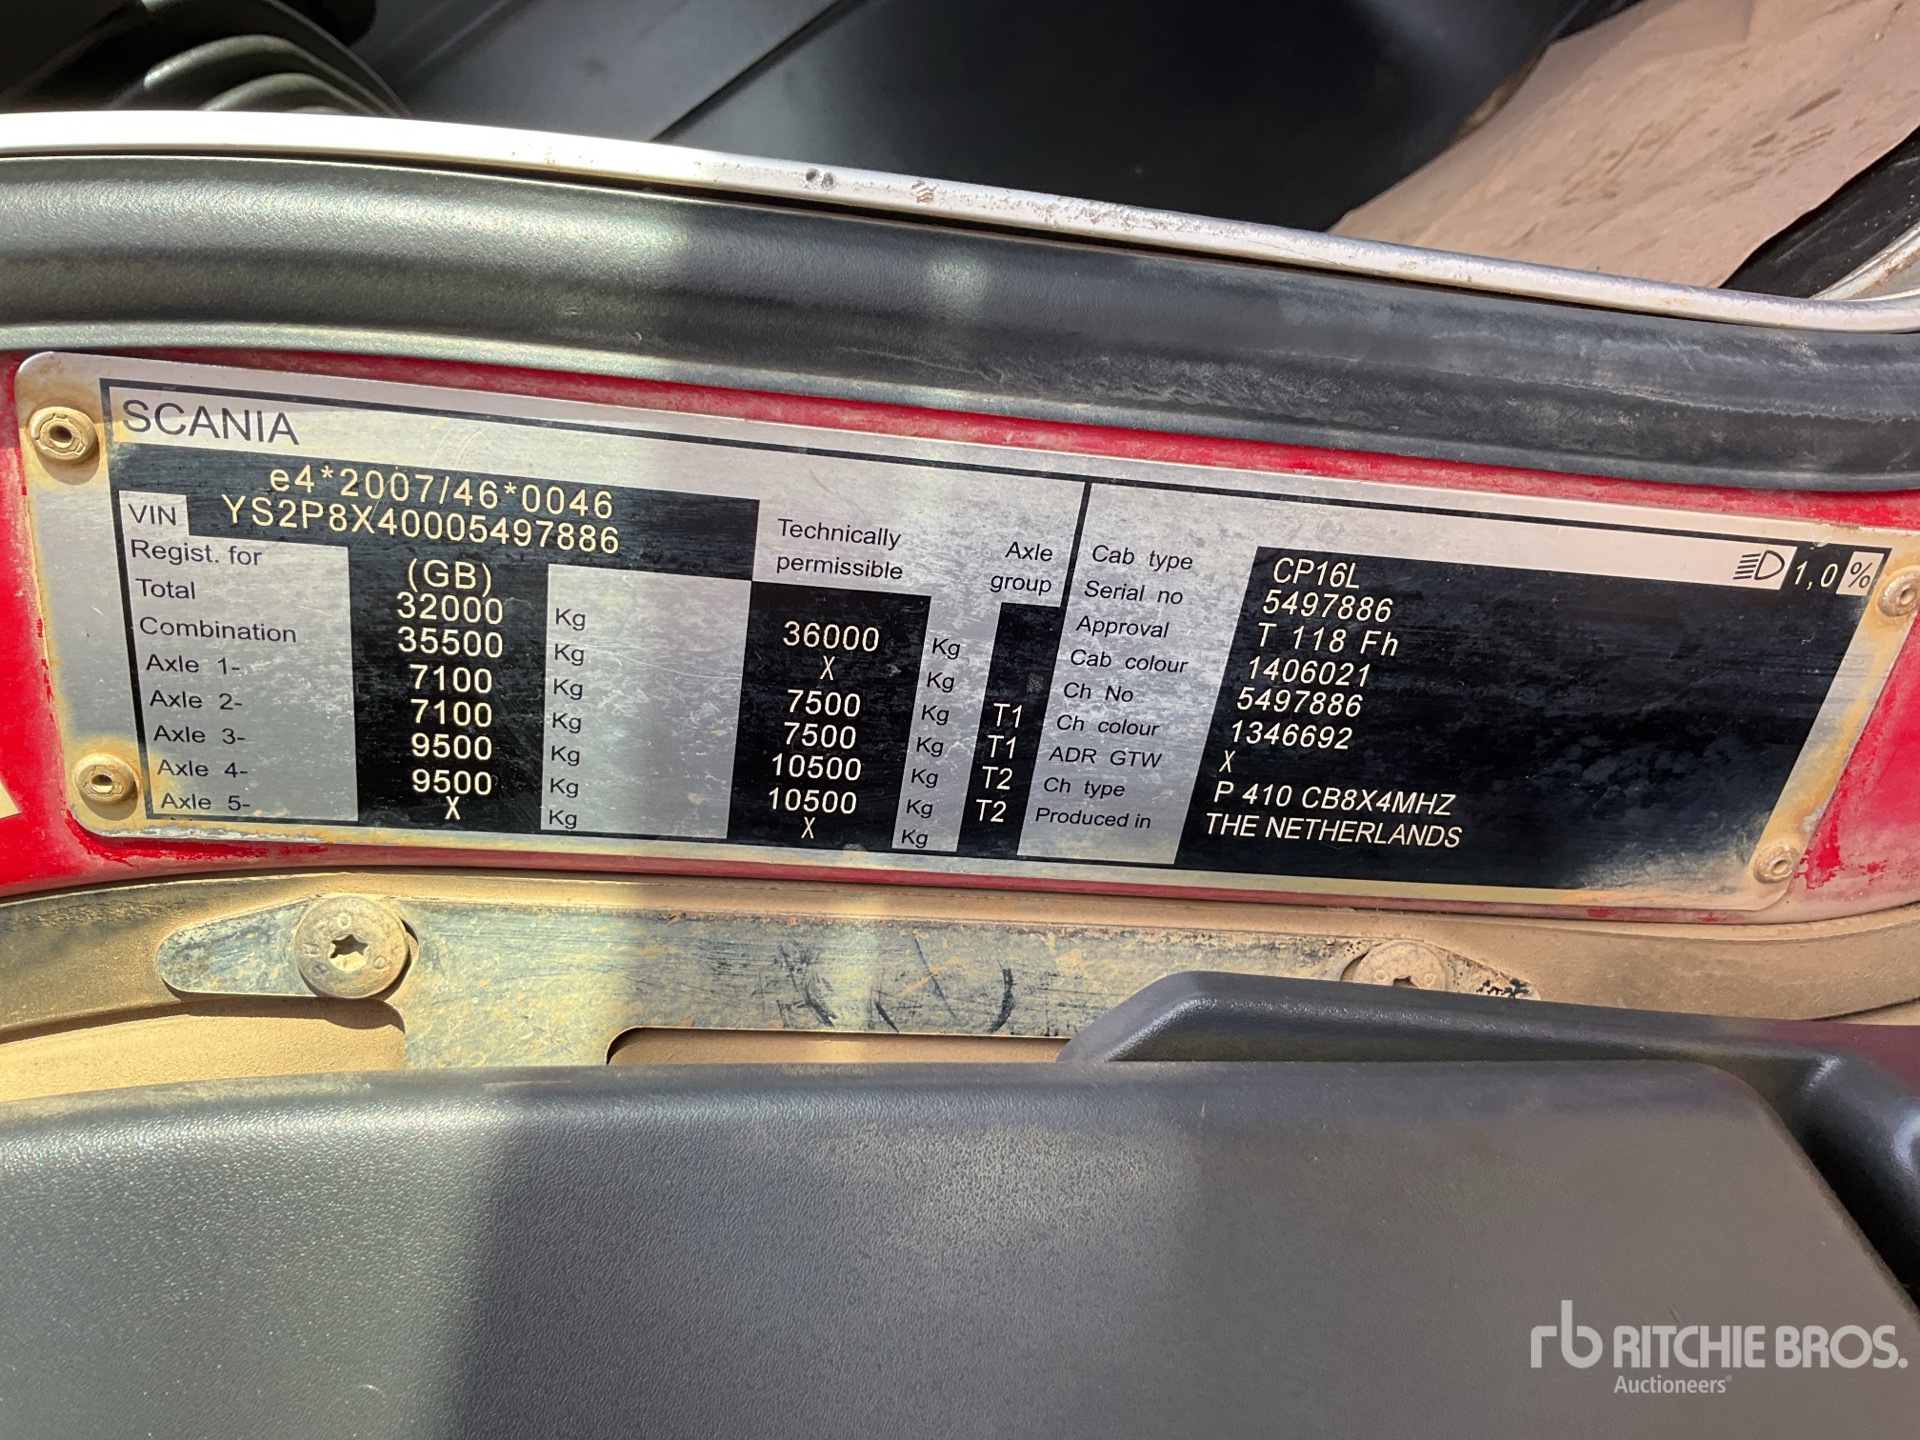 SCANIA
e4*2007/46*0046
VIN YS2P8X40005497886
Regist. for (GB) Technically permissible Axle group
Total 32000 Kg 36000 Kg
Combination 35500 Kg X Kg
Axle 1- 7100 Kg 7500 Kg T1
Axle 2- 7100 Kg 7500 Kg T1
Axle 3- 9500 Kg 10500 Kg T2
Axle 4- 9500 Kg 10500 Kg T2
Axle 5- X Kg X Kg
1,0 %
Cab type CP16L
Serial no 5497886
Approval T 118 Fh
Cab colour 1406021
Ch No 5497886
Ch colour 1346692
ADR GTW X
Ch type P 410 CB8X4MHZ
Produced in THE NETHERLANDS
rb RITCHIE BROS.
Auctioneers